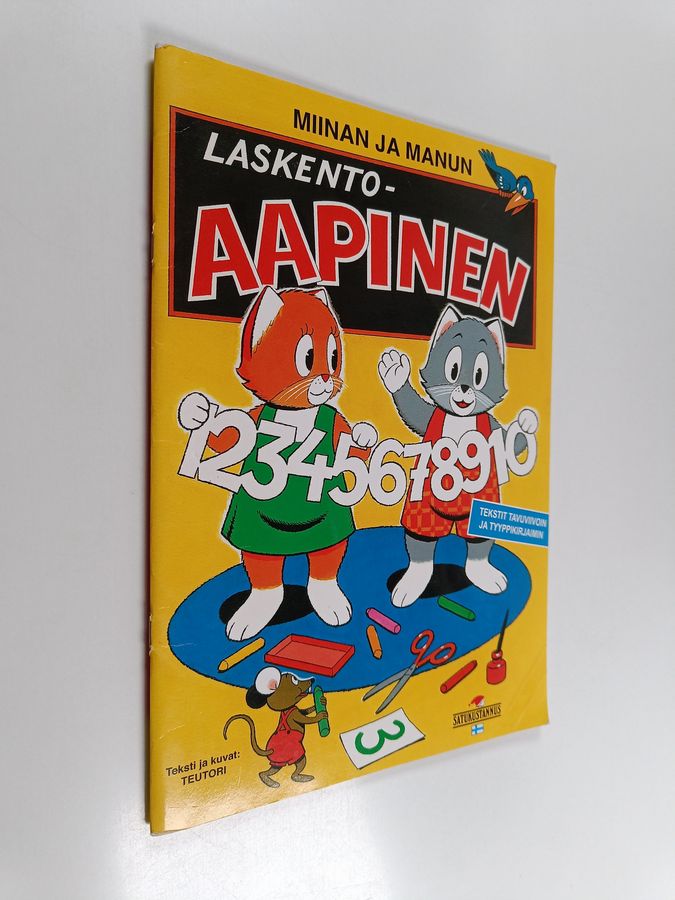 MIINAN JA MANUN
LASKENTO-
AAPINEN
12345678910
TEKSTIT TAVUVIIVOIN
JA TYYPPIKIRJAIMIN
3
SATUKUSTANNUS
Teksti ja kuvat:
TEUTORI